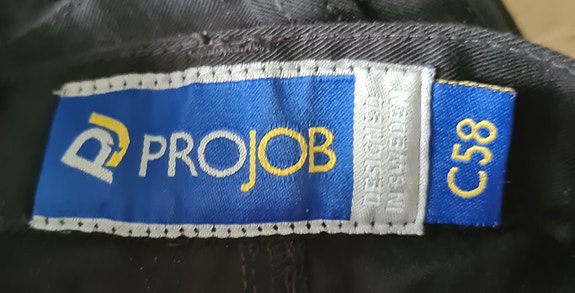 PROJOB
DESIGNED
IN SWEDEN
C58